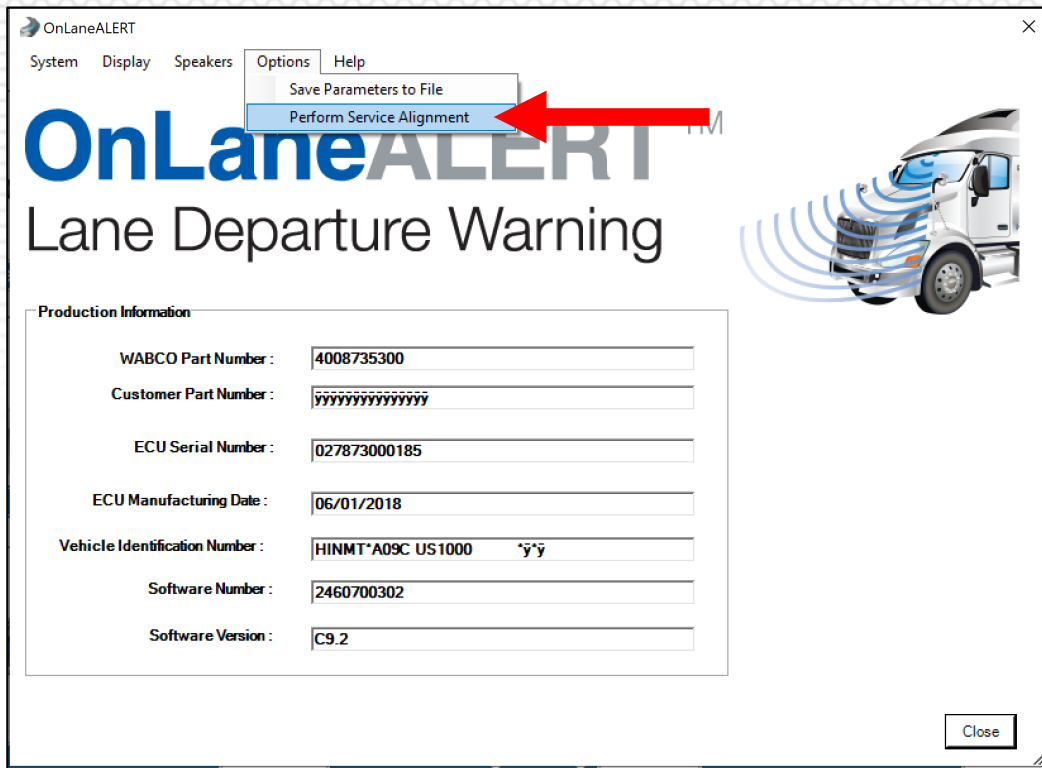 OnLaneALERT
System Display Speakers Options Help
Save Parameters to File
Perform Service Alignment
OnLaneALERT™
Lane Departure Warning
Production Information
WABCO Part Number : 4008735300
Customer Part Number : ÿÿÿÿÿÿÿÿÿÿÿÿÿÿÿ
ECU Serial Number : 027873000185
ECU Manufacturing Date : 06/01/2018
Vehicle Identification Number : HINMT*A09C US1000 *ÿ*ÿ
Software Number : 2460700302
Software Version : C9.2
Close